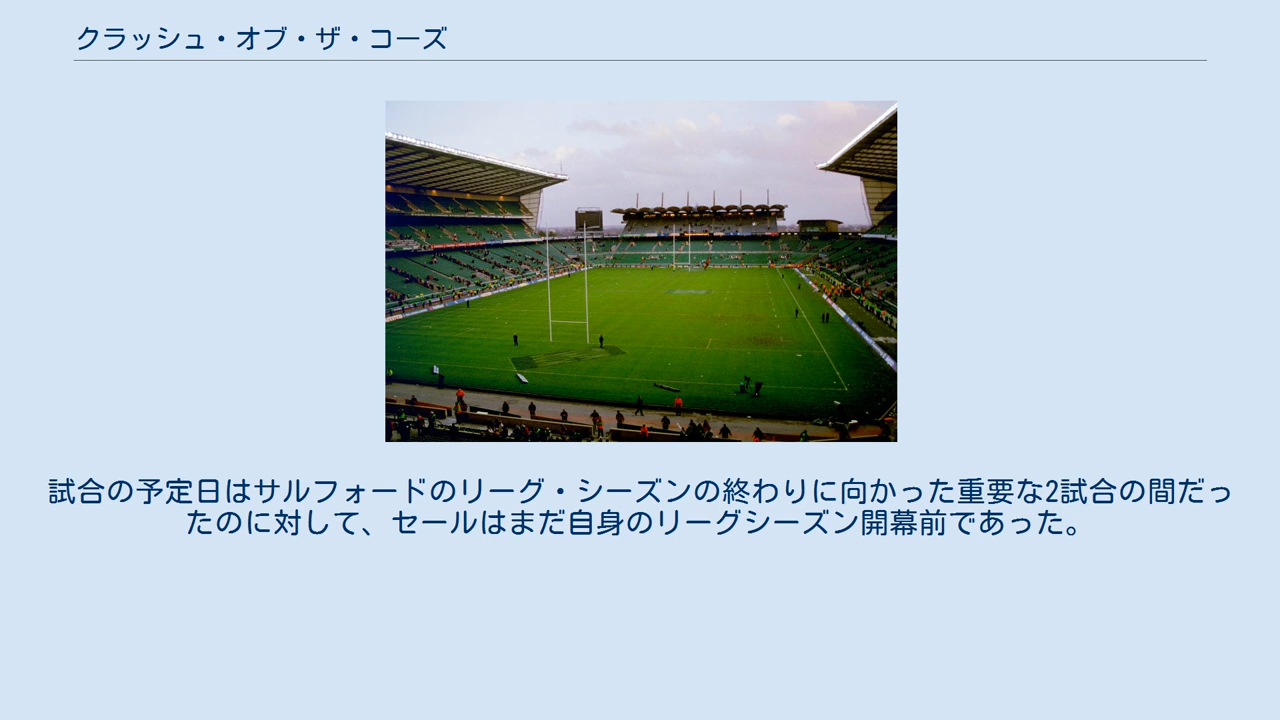 クラッシュ・オブ・ザ・コーズ
試合の予定日はサルフォードのリーグ・シーズンの終わりに向かった重要な2試合の間だっ
たのに対して、セールはまだ自身のリーグシーズン開幕前であった。